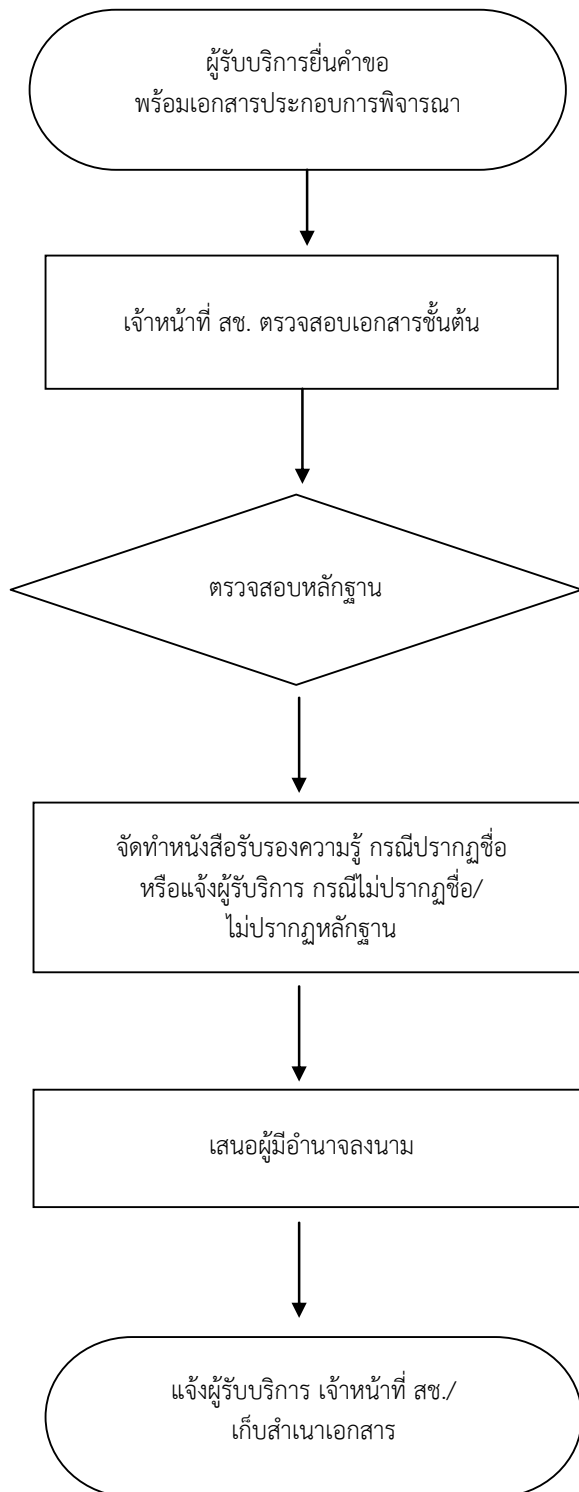 ผู้รับบริการยื่นคำขอ
พร้อมเอกสารประกอบการพิจารณา
เจ้าหน้าที่ สช. ตรวจสอบเอกสารชั้นต้น
ตรวจสอบหลักฐาน
จัดทำหนังสือรับรองความรู้ กรณีปรากฏชื่อ
หรือแจ้งผู้รับริการ กรณีไม่ปรากฏชื่อ/
ไม่ปรากฏหลักฐาน
เสนอผู้มีอำนาจลงนาม
แจ้งผู้รับบริการ เจ้าหน้าที่ สช./
เก็บสำเนาเอกสาร